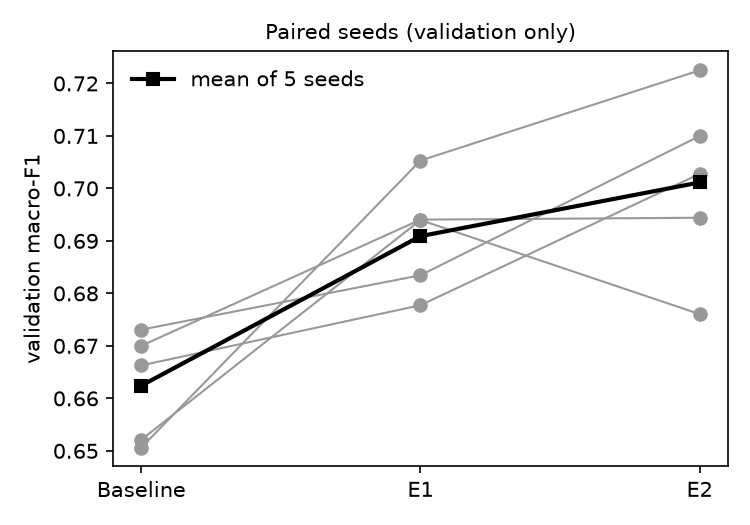 Paired seeds (validation only)
mean of 5 seeds
validation macro-F1
0.72
0.71
0.70
0.69
0.68
0.67
0.66
0.65
Baseline E1 E2